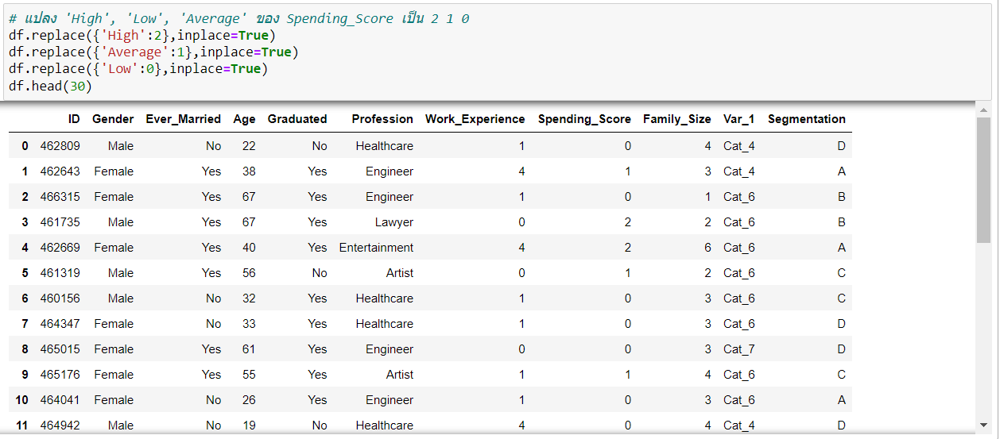 # แปลง 'High', 'Low', 'Average' ของ Spending_Score เป็น 2 1 0
df.replace({'High':2},inplace=True)
df.replace({'Average':1},inplace=True)
df.replace({'Low':0},inplace=True)
df.head(30)
ID Gender Ever_Married Age Graduated Profession Work_Experience Spending_Score Family_Size Var_1 Segmentation
0 462809 Male No 22 No Healthcare 1 0 4 Cat_4 D
1 462643 Female Yes 38 Yes Engineer 4 1 3 Cat_4 A
2 466315 Female Yes 67 Yes Engineer 1 0 1 Cat_6 B
3 461735 Male Yes 67 Yes Lawyer 0 2 2 Cat_6 B
4 462669 Female Yes 40 Yes Entertainment 4 2 6 Cat_6 A
5 461319 Male Yes 56 No Artist 0 1 2 Cat_6 C
6 460156 Male No 32 Yes Healthcare 1 0 3 Cat_6 C
7 464347 Female No 33 Yes Healthcare 1 0 3 Cat_6 D
8 465015 Female Yes 61 Yes Engineer 0 0 3 Cat_7 D
9 465176 Female Yes 55 Yes Artist 1 1 4 Cat_6 C
10 464041 Female No 26 Yes Engineer 1 0 3 Cat_6 A
11 464942 Male No 19 No Healthcare 4 0 4 Cat_4 D